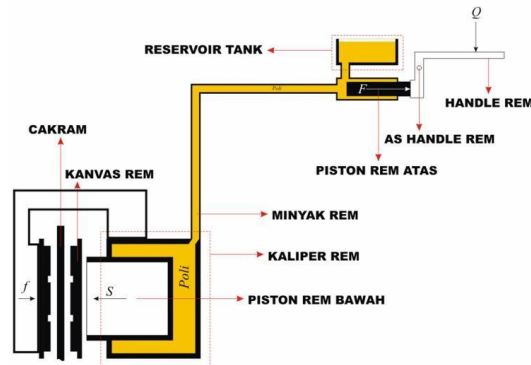 Q
RESERVOIR TANK
F
Poli
HANDLE REM
AS HANDLE REM
CAKRAM
PISTON REM ATAS
KANVAS REM
MINYAK REM
KALIPER REM
Poli
f
S
PISTON REM BAWAH